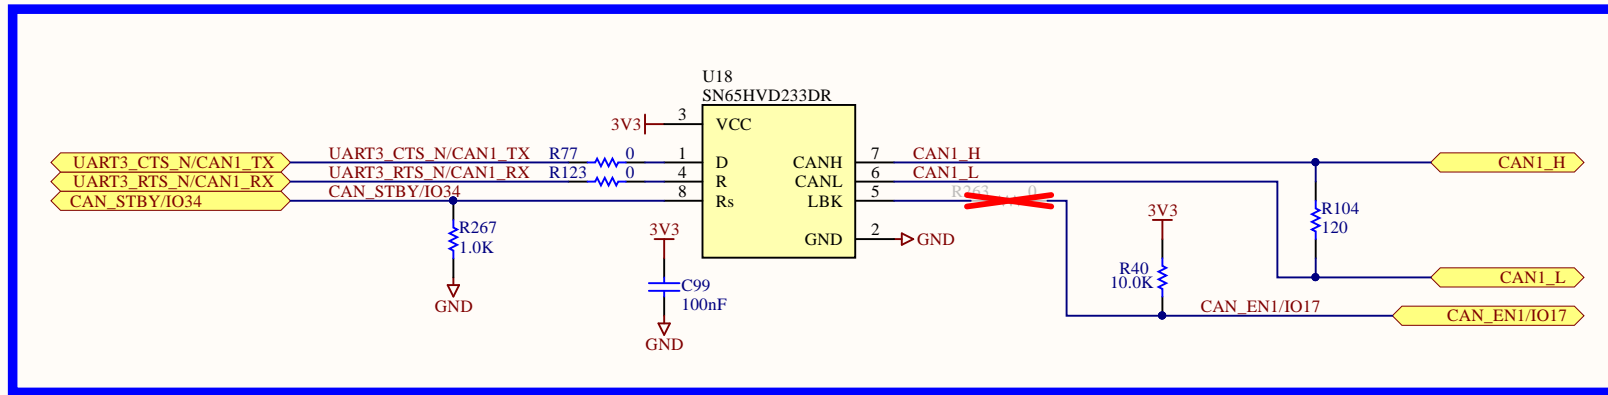 U18
SN65HVD233DR
3V3
3
VCC
UART3_CTS_N/CAN1_TX
UART3_CTS_N/CAN1_TX
R77
0
1
D
CANH
7
CAN1_H
CAN1_H
UART3_RTS_N/CAN1_RX
UART3_RTS_N/CAN1_RX
R123
0
4
R
CANL
6
CAN1_L
CAN_STBY/IO34
CAN_STBY/IO34
8
Rs
LBK
5
R263
0
R267
1.0K
GND
3V3
C99
100nF
GND
GND
2
GND
3V3
R40
10.0K
R104
120
CAN1_L
CAN_EN1/IO17
CAN_EN1/IO17